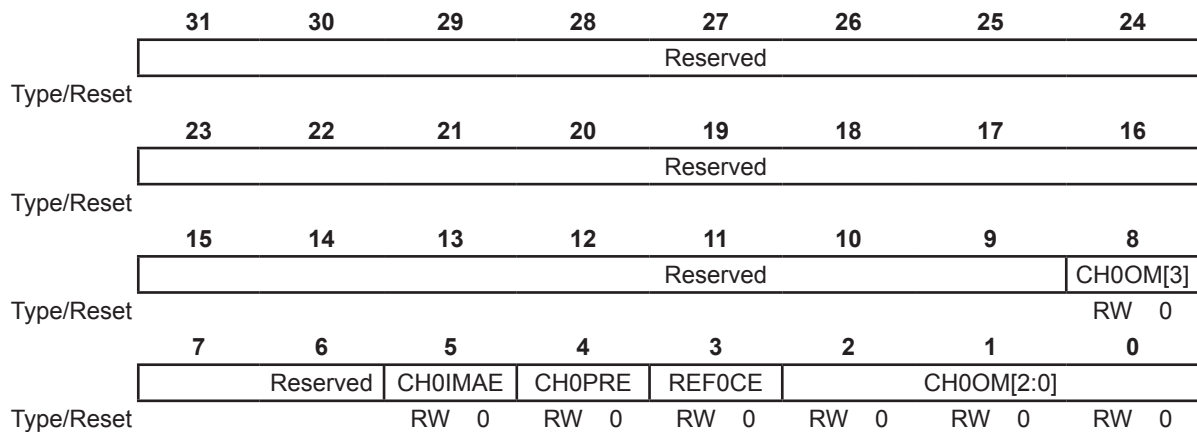 31 30 29 28 27 26 25 24
Reserved
Type/Reset
23 22 21 20 19 18 17 16
Reserved
Type/Reset
15 14 13 12 11 10 9 8
Reserved CH0OM[3]
Type/Reset RW 0
7 6 5 4 3 2 1 0
Reserved CH0IMAE CH0PRE REF0CE CH0OM[2:0]
Type/Reset RW 0 RW 0 RW 0 RW 0 RW 0 RW 0